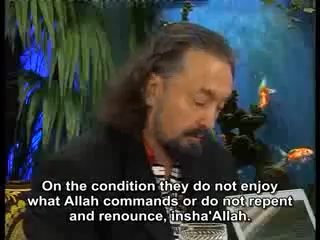 On the condition they do not enjoy
what Allah commands or do not repent
and renounce, insha'Allah.